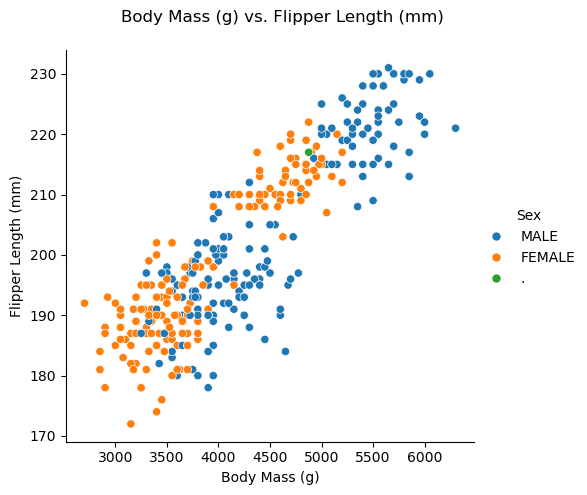 Body Mass (g) vs. Flipper Length (mm)
230
220
210
200
190
180
170
Flipper Length (mm)
3000 3500 4000 4500 5000 5500 6000
Body Mass (g)
Sex
MALE
FEMALE
.